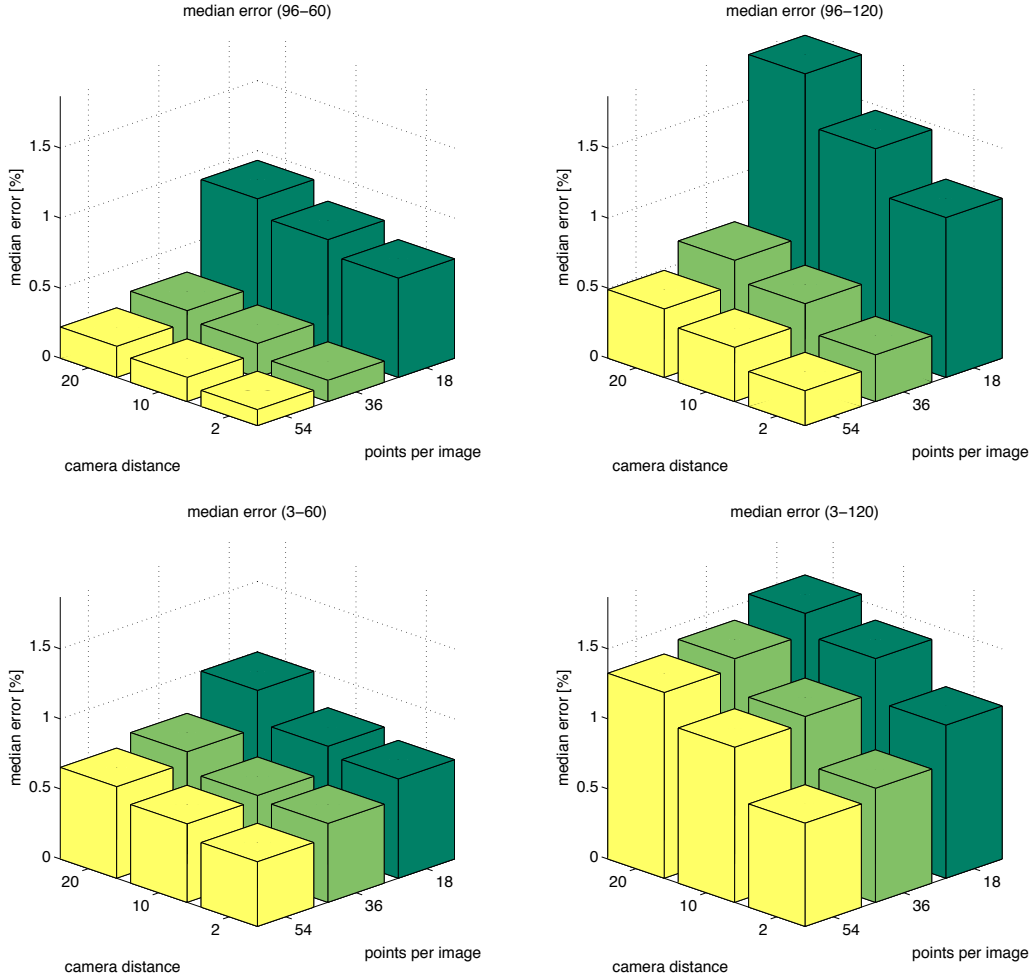 median error (96−60)
median error [%]
1.5
1
0.5
0
20
10
2
54
36
18
camera distance
points per image
median error (96−120)
median error [%]
1.5
1
0.5
0
20
10
2
54
36
18
camera distance
points per image
median error (3−60)
median error [%]
1.5
1
0.5
0
20
10
2
54
36
18
camera distance
points per image
median error (3−120)
median error [%]
1.5
1
0.5
0
20
10
2
54
36
18
camera distance
points per image